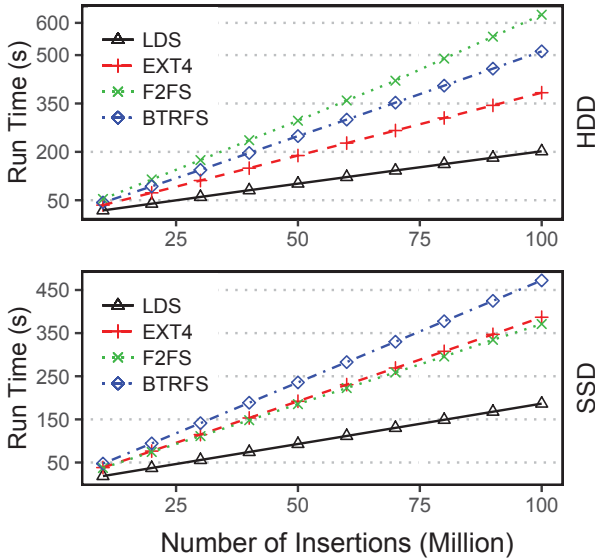 Run Time (s)
600
500
350
200
50
LDS
EXT4
F2FS
BTRFS
HDD
25
50
75
100
Run Time (s)
450
350
250
150
50
LDS
EXT4
F2FS
BTRFS
SSD
25
50
75
100
Number of Insertions (Million)